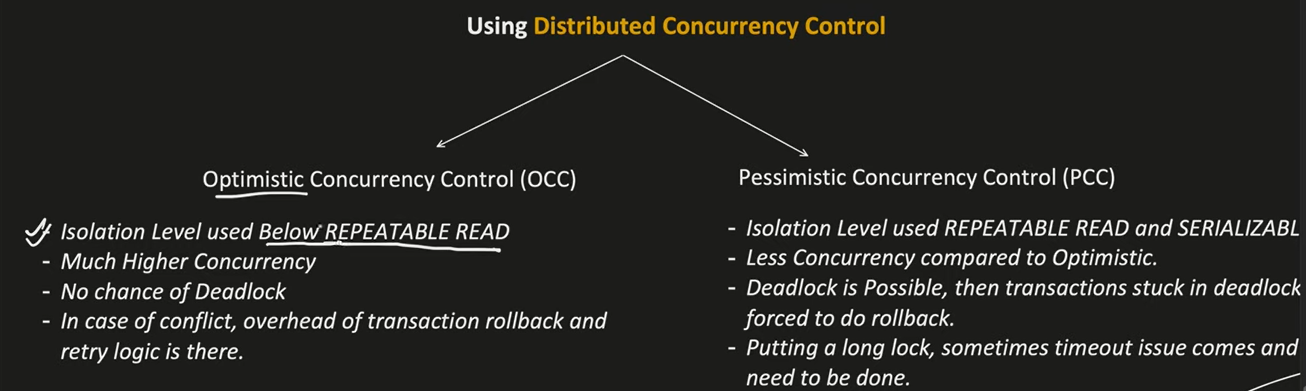 Using Distributed Concurrency Control
Optimistic Concurrency Control (OCC)
- Isolation Level used Below REPEATABLE READ
- Much Higher Concurrency
- No chance of Deadlock
- In case of conflict, overhead of transaction rollback and
retry logic is there.
Pessimistic Concurrency Control (PCC)
- Isolation Level used REPEATABLE READ and SERIALIZABL
- Less Concurrency compared to Optimistic.
- Deadlock is Possible, then transactions stuck in deadlock
forced to do rollback.
- Putting a long lock, sometimes timeout issue comes and
need to be done.